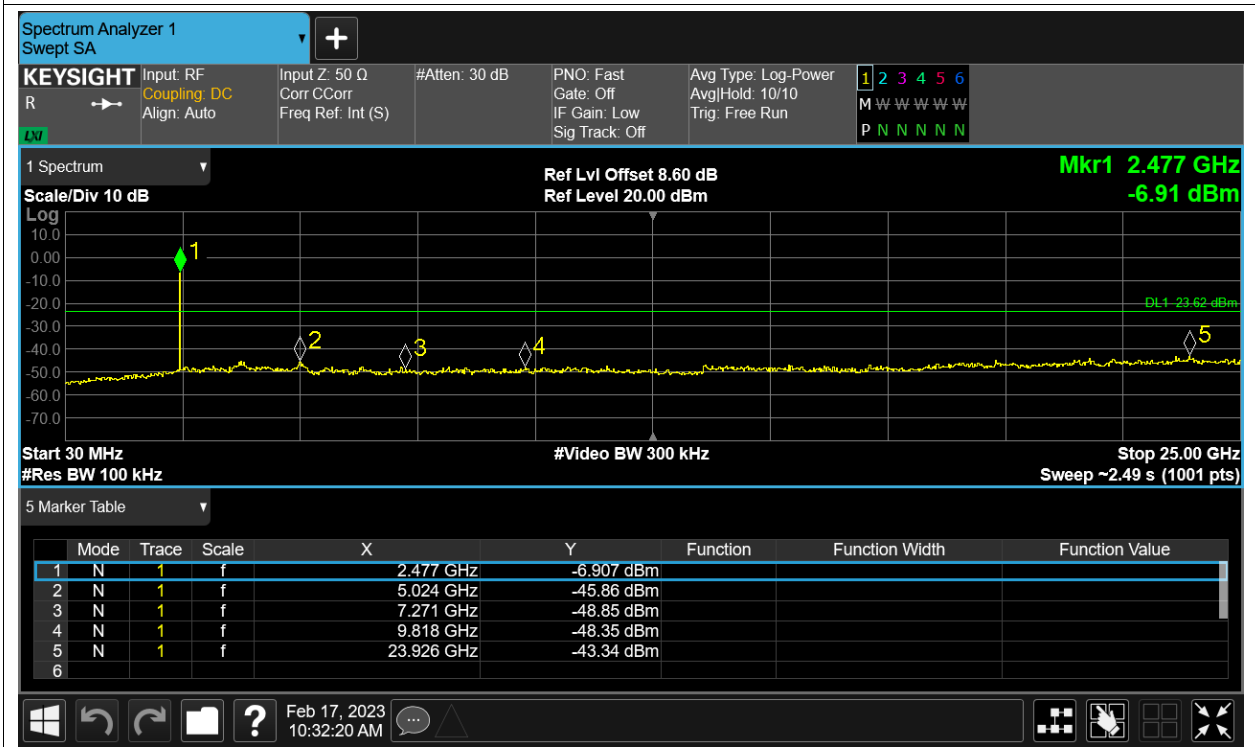 Spectrum Analyzer 1
Swept SA
+
KEYSIGHT Input: RF Input Z: 50 Ω #Atten: 30 dB PNO: Fast Avg Type: Log-Power 1 2 3 4 5 6
R Coupling: DC Corr CCorr Gate: Off Avg|Hold: 10/10 M W W W W W
Align: Auto Freq Ref: Int (S) IF Gain: Low Trig: Free Run
LXI Sig Track: Off P N N N N N
1 Spectrum Ref Lvl Offset 8.60 dB Mkr1 2.477 GHz
Scale/Div 10 dB Ref Level 20.00 dBm -6.91 dBm
Log
10.0
0.00 1
-10.0
-20.0 DL1 -23.62 dBm
-30.0
-40.0 2 3 4 5
-50.0
-60.0
-70.0
Start 30 MHz #Video BW 300 kHz Stop 25.00 GHz
#Res BW 100 kHz Sweep ~2.49 s (1001 pts)
5 Marker Table
Mode Trace Scale X Y Function Function Width Function Value
1 N 1 f 2.477 GHz -6.907 dBm
2 N 1 f 5.024 GHz -45.86 dBm
3 N 1 f 7.271 GHz -48.85 dBm
4 N 1 f 9.818 GHz -48.35 dBm
5 N 1 f 23.926 GHz -43.34 dBm
6
? Feb 17, 2023
10:32:20 AM